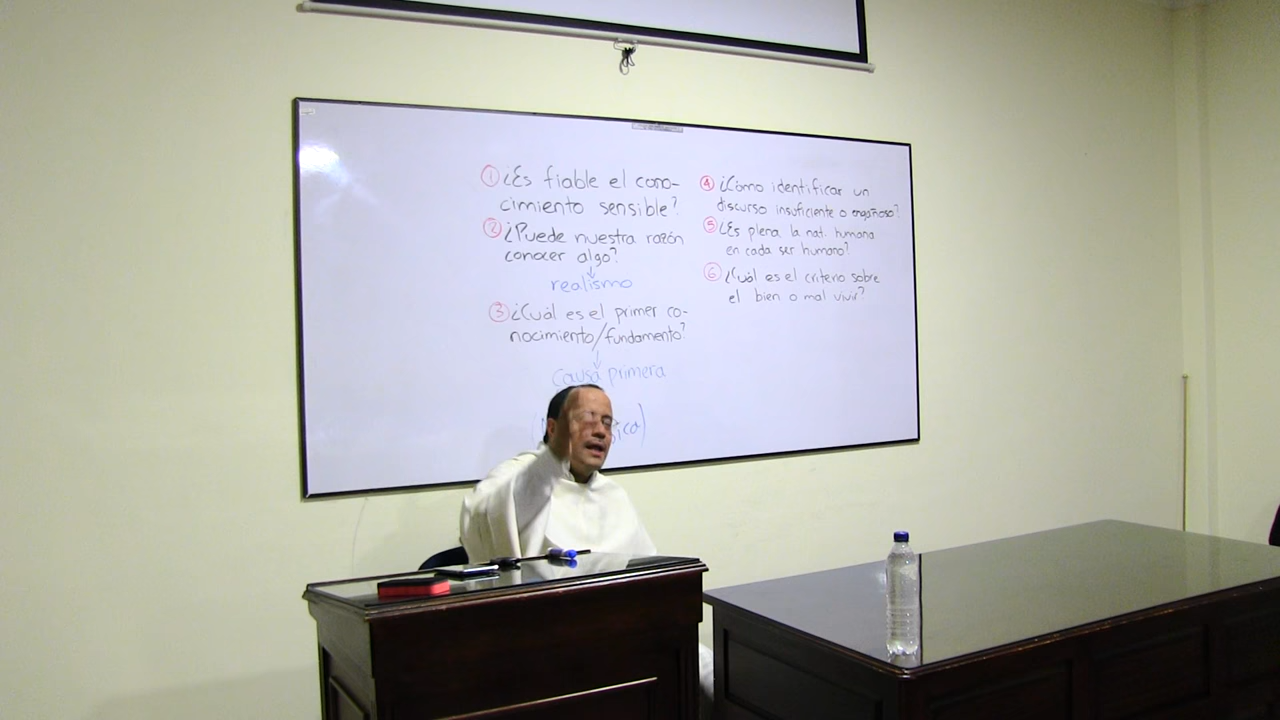 ① ¿Es fiable el cono-
cimiento sensible?
② ¿Puede nuestra razón
conocer algo?
↓
realismo
③ ¿Cuál es el primer co-
nocimiento/fundamento?
↓
causa primera
④ ¿Cómo identificar un
discurso insuficiente o engañoso?
⑤ ¿Es plena la nat. humana
en cada ser humano?
⑥ ¿Cuál es el criterio sobre
el bien o mal vivir?